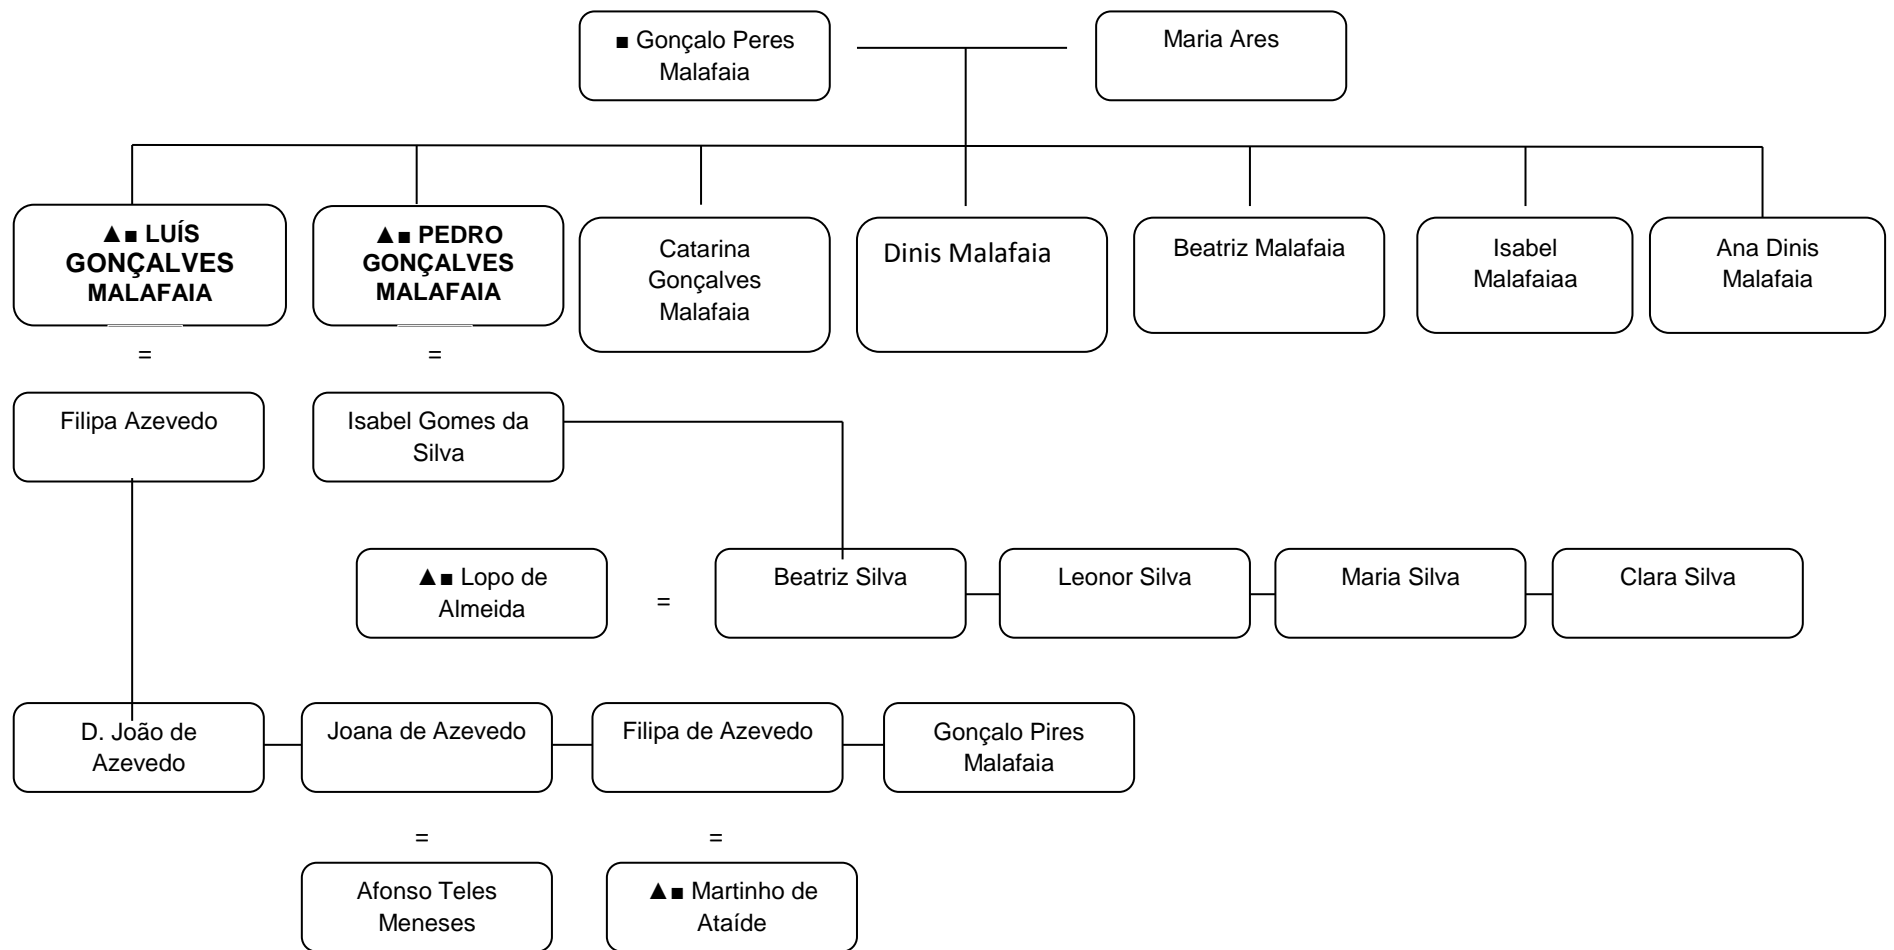 ■ Gonçalo Peres
Malafaia
Maria Ares
▲■ LUÍS
GONÇALVES
MALAFAIA
▲■ PEDRO
GONÇALVES
MALAFAIA
Catarina
Gonçalves
Malafaia
Dinis Malafaia
Beatriz Malafaia
Isabel
Malafaiaa
Ana Dinis
Malafaia
=
=
Filipa Azevedo
Isabel Gomes da
Silva
▲■ Lopo de
Almeida
=
Beatriz Silva
Leonor Silva
Maria Silva
Clara Silva
D. João de
Azevedo
Joana de Azevedo
Filipa de Azevedo
Gonçalo Pires
Malafaia
=
=
Afonso Teles
Meneses
▲■ Martinho de
Ataíde